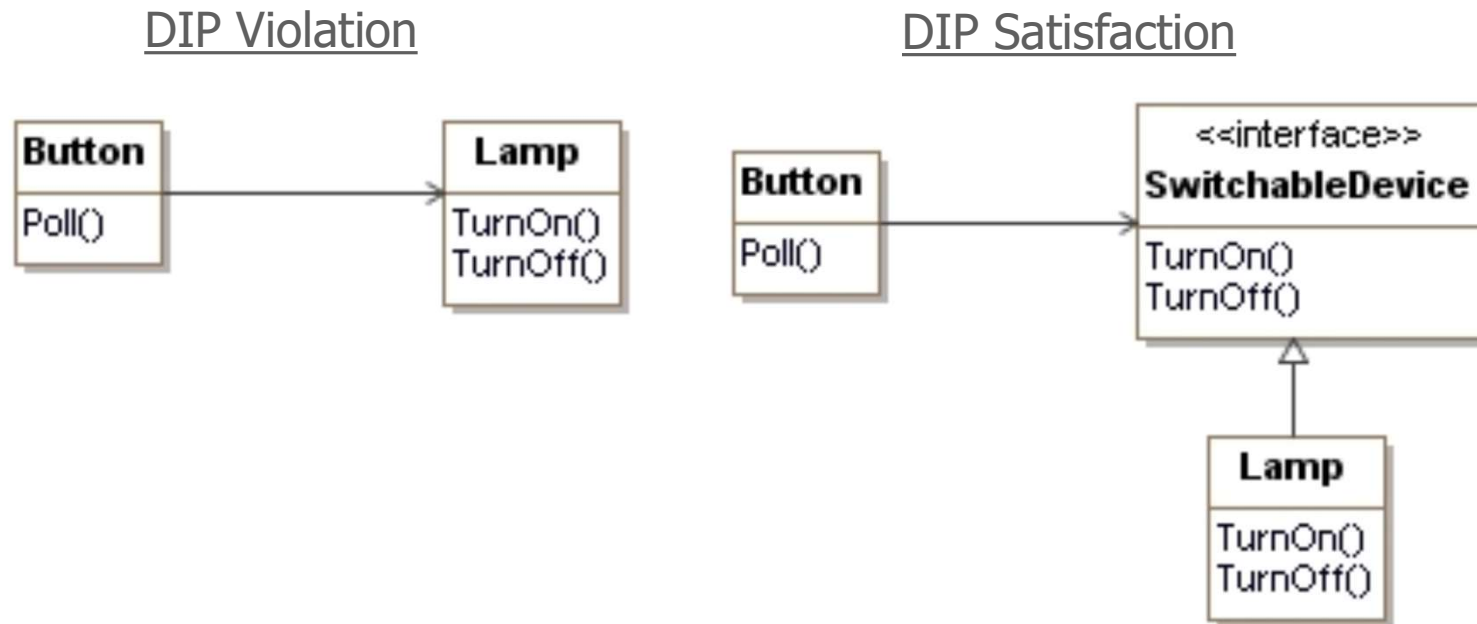 DIP Violation
Button
Poll()
Lamp
TurnOn()
TurnOff()
DIP Satisfaction
Button
Poll()
<<interface>>
SwitchableDevice
TurnOn()
TurnOff()
Lamp
TurnOn()
TurnOff()